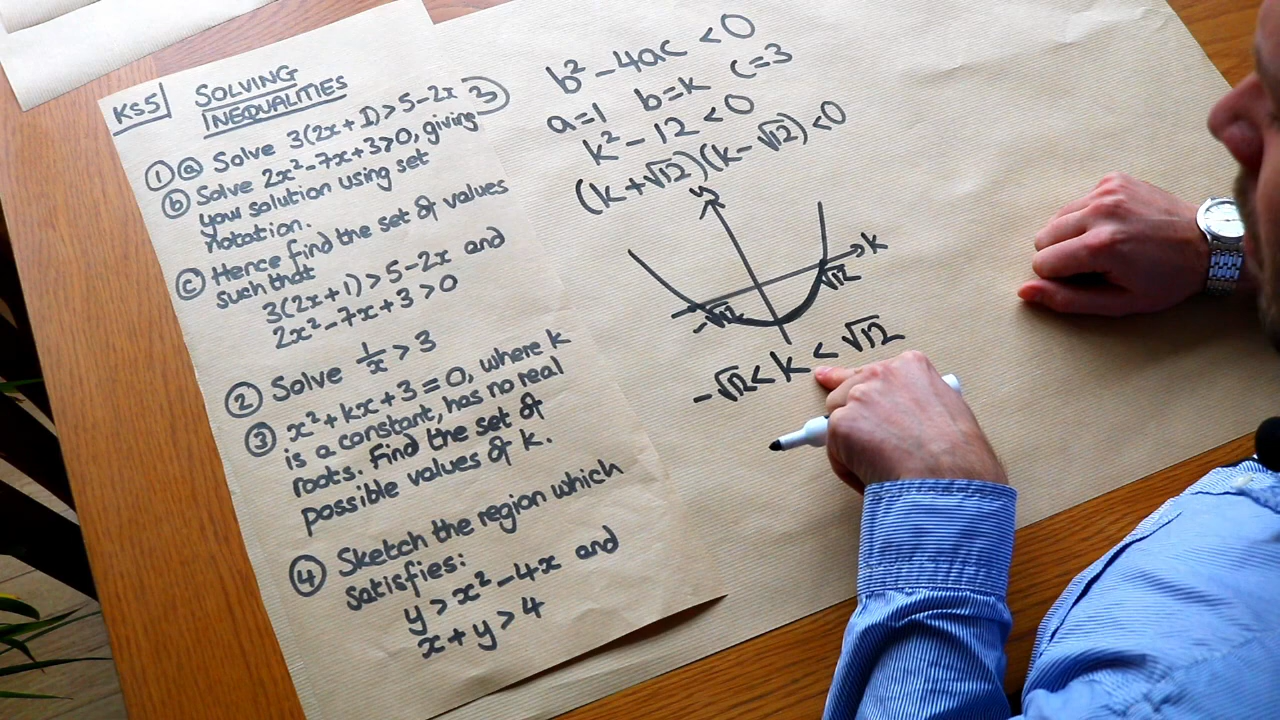 KS5
SOLVING
INEQUALITIES
① ⓐ Solve 3(2x+1)>5-2x
ⓑ Solve 2x²-7x+3>0, giving
your solution using set
notation.
ⓒ Hence find the set of values
such that
3(2x+1)>5-2x and
2x²-7x+3>0
② Solve 1/x > 3
③ x²+kx+3=0, where k
is a constant, has no real
roots. Find the set of
possible values of k.
④ Sketch the region which
satisfies:
y > x²-4x and
x+y > 4
③
b²-4ac <0
a=1 b=k c=3
k²-12<0
(k+√12)(k-√12)<0
y
k
-√12
√12
-√12 < k < √12